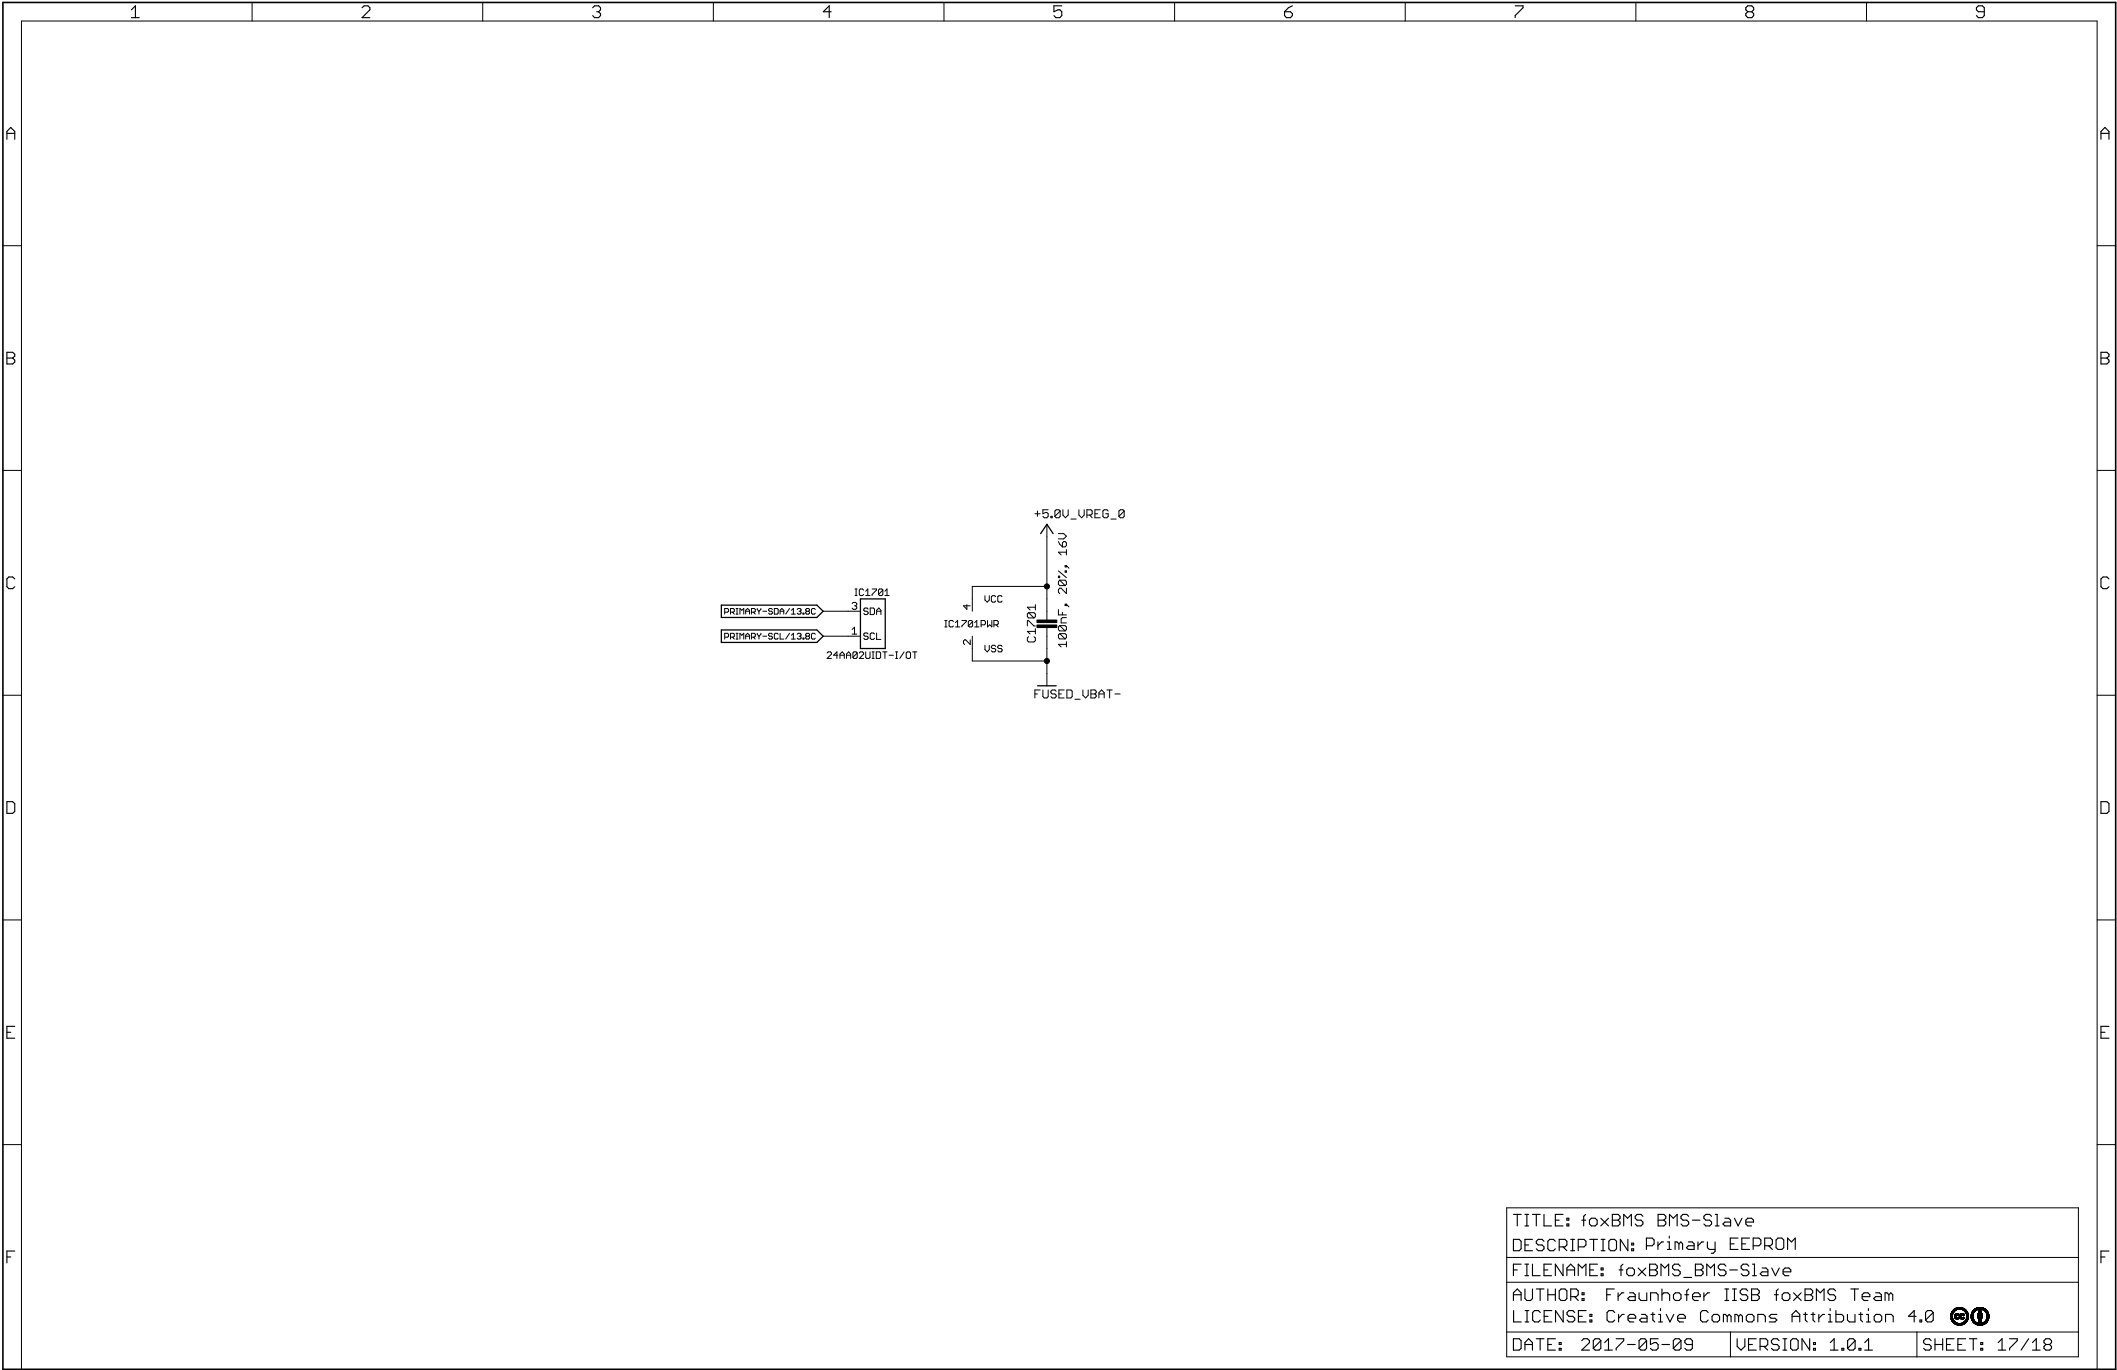 1 2 3 4 5 6 7 8 9
A A
B B
+5.0V_VREG_0
100nF, 20%, 16V
C C
IC1701
PRIMARY-SDA/13.8C 3 SDA
PRIMARY-SCL/13.8C 1 SCL
24AA02UIDT-I/OT
4 VCC
IC1701PWR
2 VSS
C1701
FUSED_VBAT-
D D
E E
F F
TITLE: foxBMS BMS-Slave
DESCRIPTION: Primary EEPROM
FILENAME: foxBMS_BMS-Slave
AUTHOR: Fraunhofer IISB foxBMS Team
LICENSE: Creative Commons Attribution 4.0 cc
DATE: 2017-05-09 VERSION: 1.0.1 SHEET: 17/18